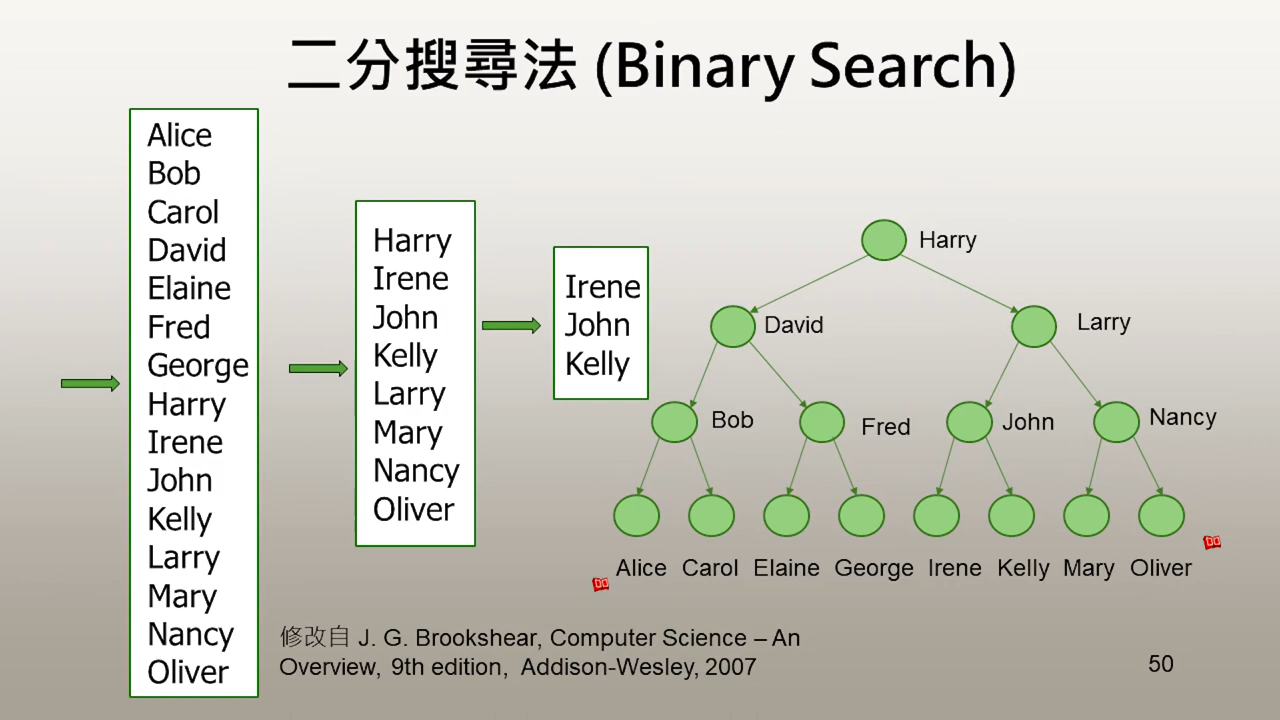 二分搜尋法 (Binary Search)
Alice
Bob
Carol
David
Elaine
Fred
George
Harry
Irene
John
Kelly
Larry
Mary
Nancy
Oliver
Harry
Irene
John
Kelly
Larry
Mary
Nancy
Oliver
Irene
John
Kelly
Harry
David
Larry
Bob
Fred
John
Nancy
Alice Carol Elaine George Irene Kelly Mary Oliver
修改自 J. G. Brookshear, Computer Science – An
Overview, 9th edition, Addison-Wesley, 2007
50